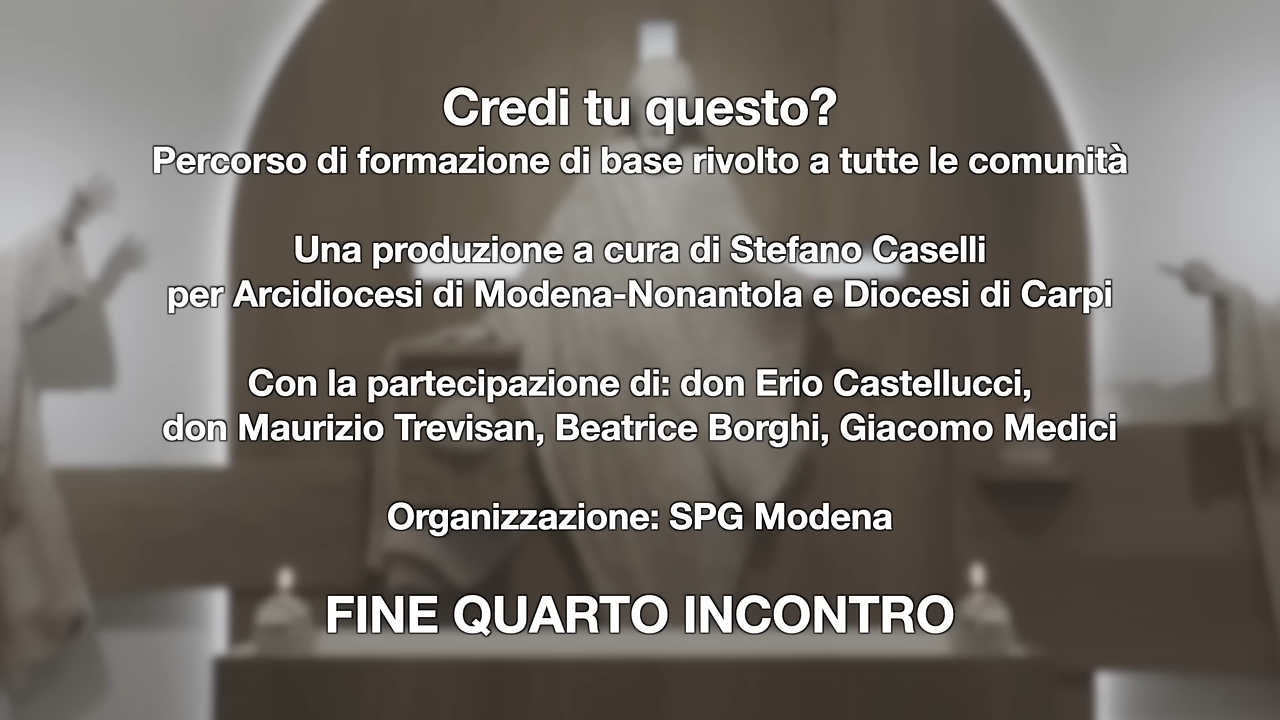 Credi tu questo?
Percorso di formazione di base rivolto a tutte le comunità
Una produzione a cura di Stefano Caselli
per Arcidiocesi di Modena-Nonantola e Diocesi di Carpi
Con la partecipazione di: don Erio Castellucci,
don Maurizio Trevisan, Beatrice Borghi, Giacomo Medici
Organizzazione: SPG Modena
FINE QUARTO INCONTRO